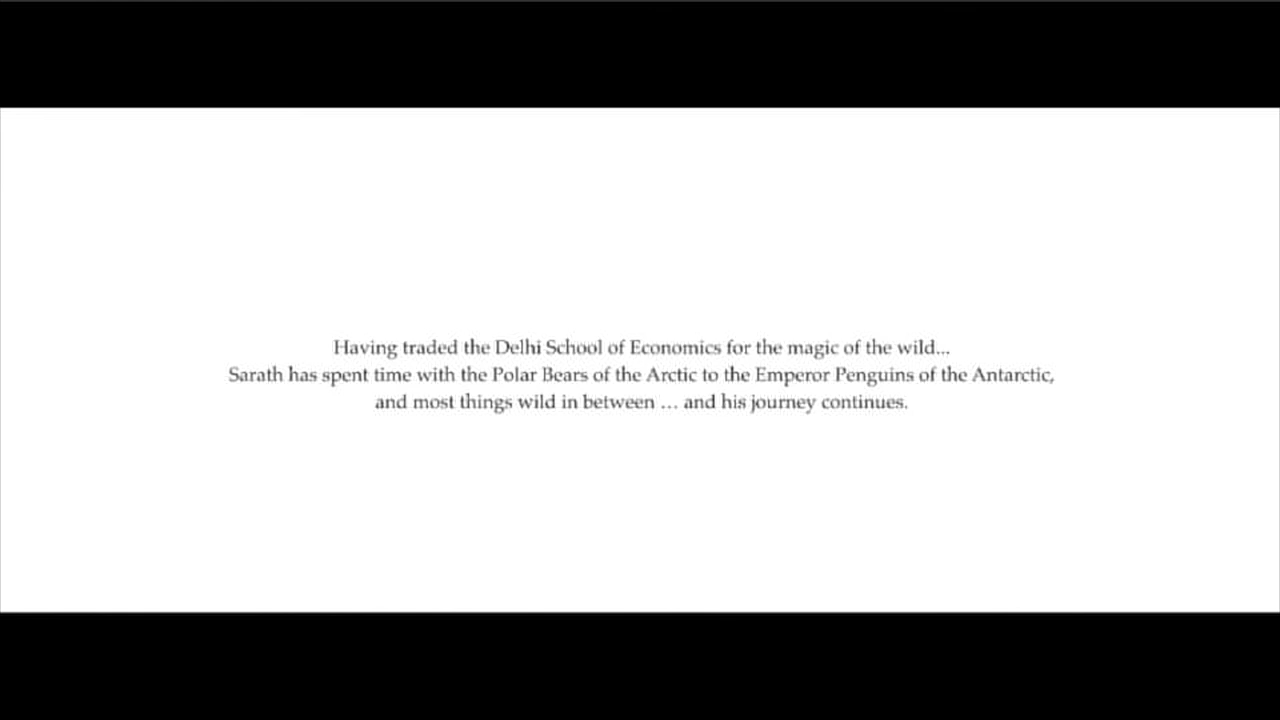 Having traded the Delhi School of Economics for the magic of the wild...
Sarath has spent time with the Polar Bears of the Arctic to the Emperor Penguins of the Antarctic,
and most things wild in between ... and his journey continues.